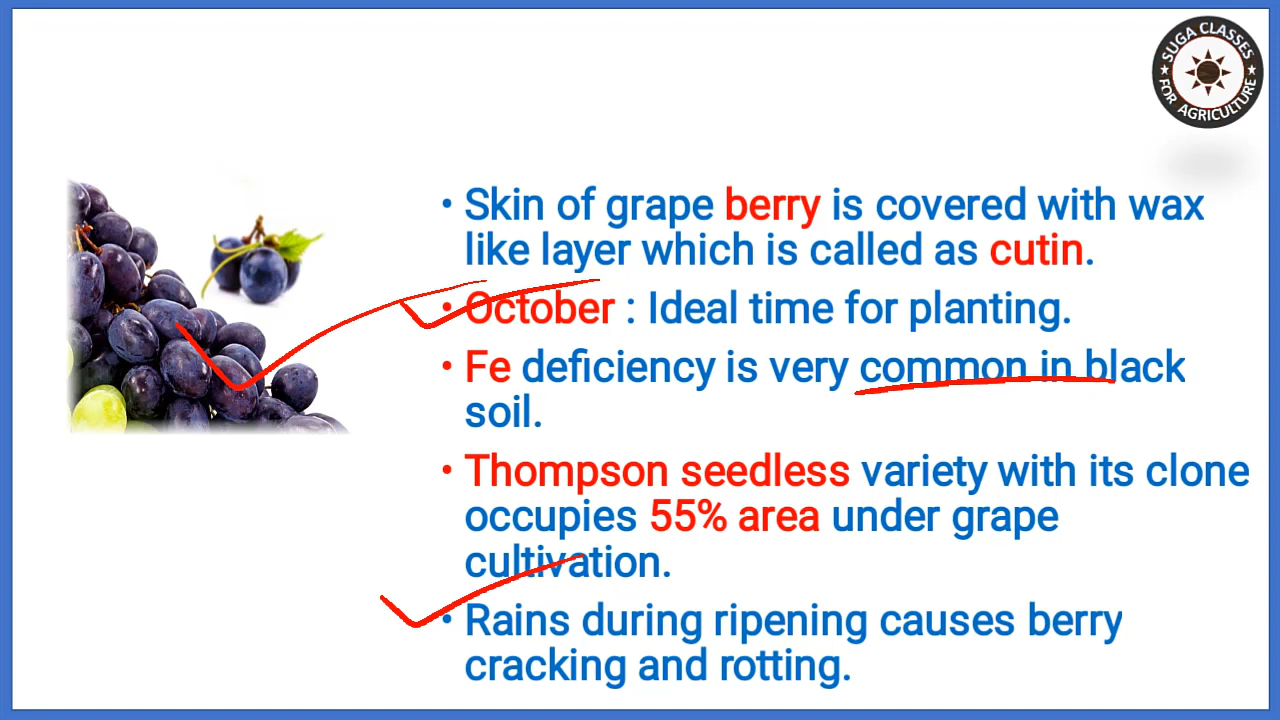 SUGA CLASSES
FOR AGRICULTURE
• Skin of grape berry is covered with wax
like layer which is called as cutin.
• October : Ideal time for planting.
• Fe deficiency is very common in black
soil.
• Thompson seedless variety with its clone
occupies 55% area under grape
cultivation.
• Rains during ripening causes berry
cracking and rotting.